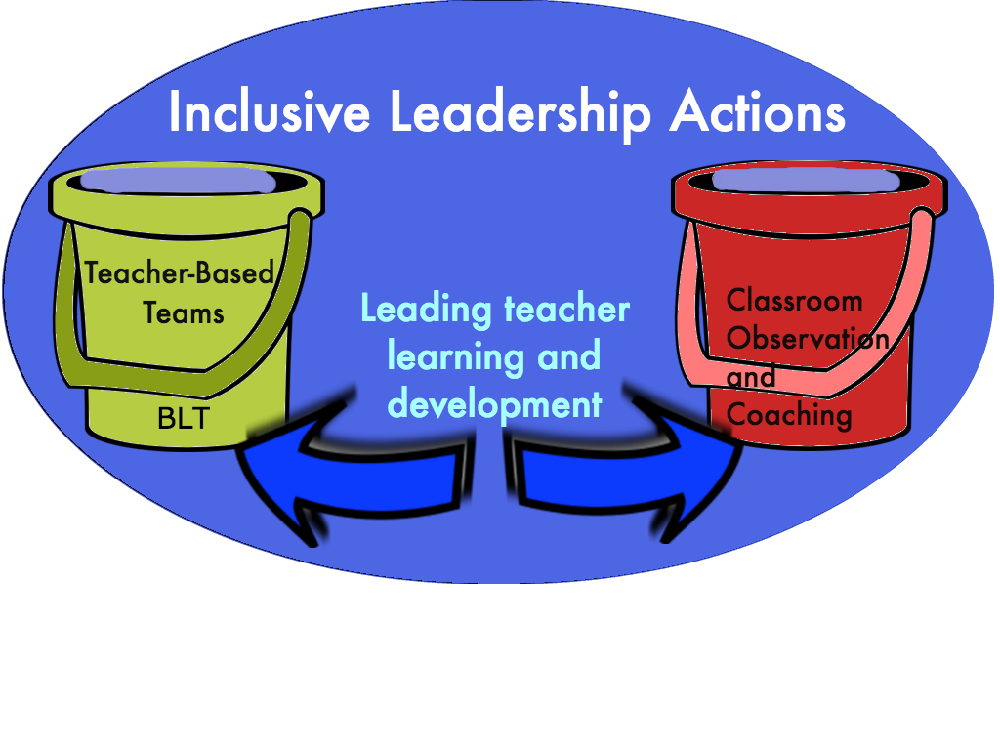 Inclusive Leadership Actions
Teacher-Based
Teams
BLT
Leading teacher
learning and
development
Classroom
Observation
and
Coaching